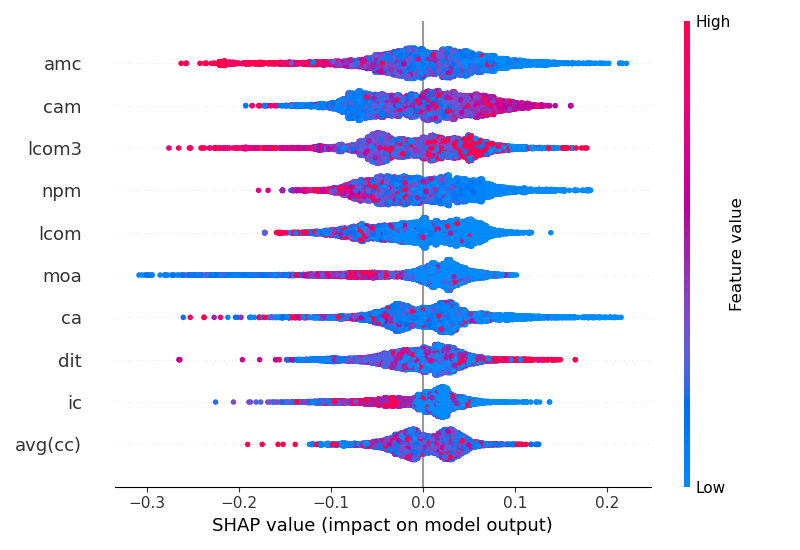 High
amc
cam
lcom3
npm
lcom
moa
ca
dit
ic
avg(cc)
Feature value
Low
−0.3 −0.2 −0.1 0.0 0.1 0.2
SHAP value (impact on model output)